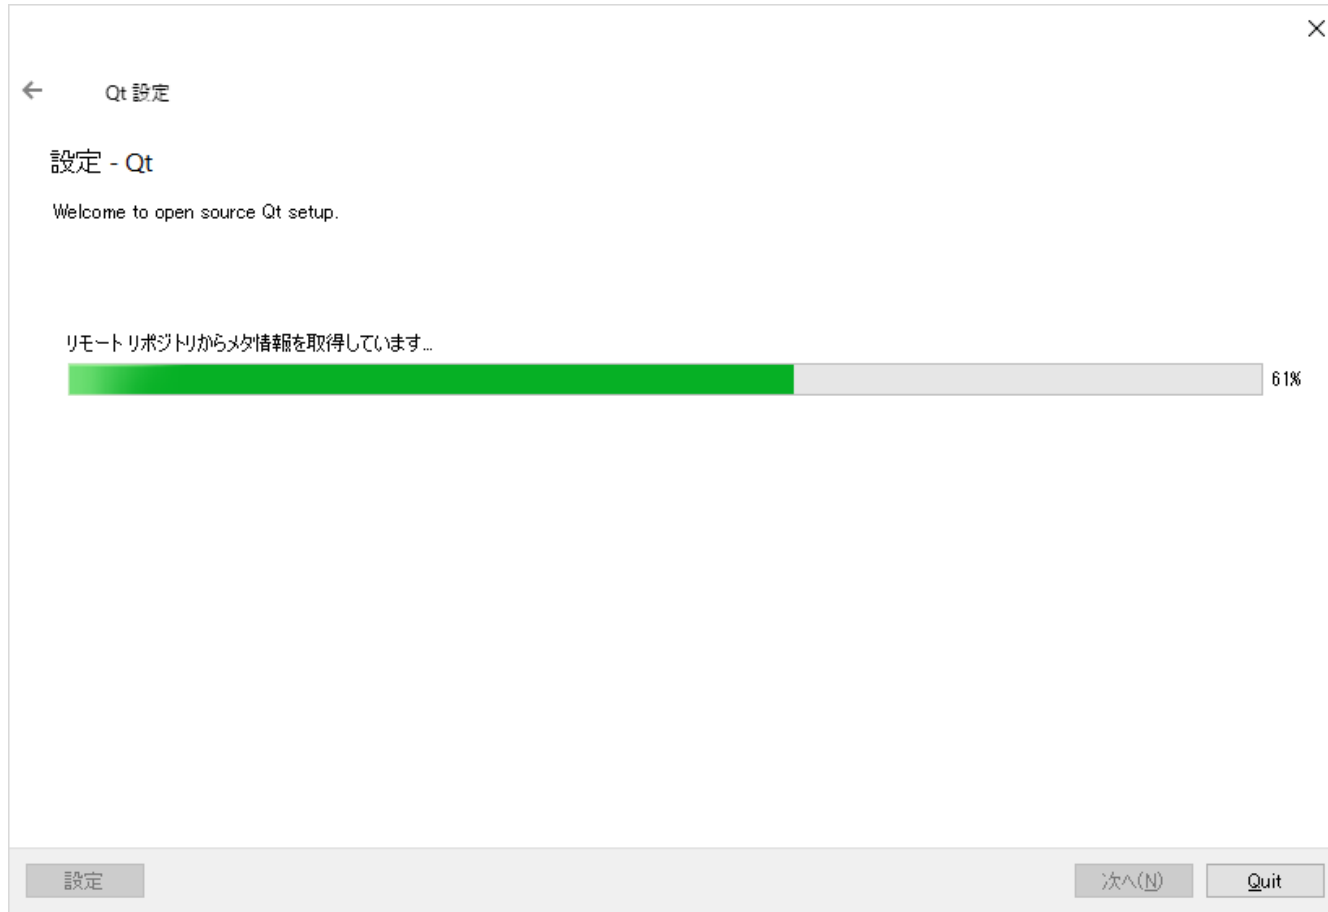 Qt 設定
設定 - Qt
Welcome to open source Qt setup.
リモート リポジトリからメタ情報を取得しています...
61%
設定
次へ(N)
Quit